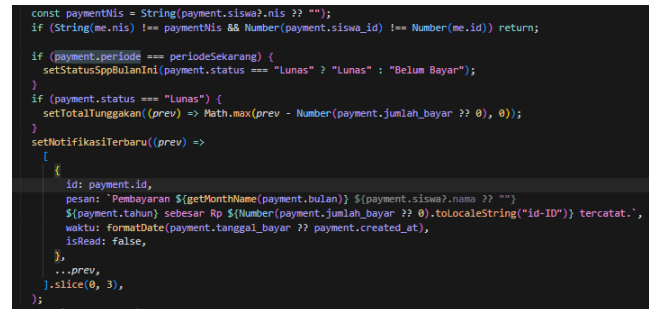 const paymentNis = String(payment.siswa?.nis ?? "");
if (String(me.nis) !== paymentNis && Number(payment.siswa_id) !== Number(me.id)) return;
if (payment.periode === periodeSekarang) {
setStatusSppBulanIni(payment.status === "Lunas" ? "Lunas" : "Belum Bayar");
}
if (payment.status === "Lunas") {
setTotalTunggakan((prev) => Math.max(prev - Number(payment.jumlah_bayar ?? 0), 0));
}
setNotifikasiTerbaru((prev) =>
[
{
id: payment.id,
pesan: `Pembayaran ${getMonthName(payment.bulan)} ${payment.siswa?.nama ?? ""}
${payment.tahun} sebesar Rp ${Number(payment.jumlah_bayar ?? 0).toLocaleString("id-ID")} tercatat.`,
waktu: formatDate(payment.tanggal_bayar ?? payment.created_at),
isRead: false,
},
...prev,
].slice(0, 3),
);